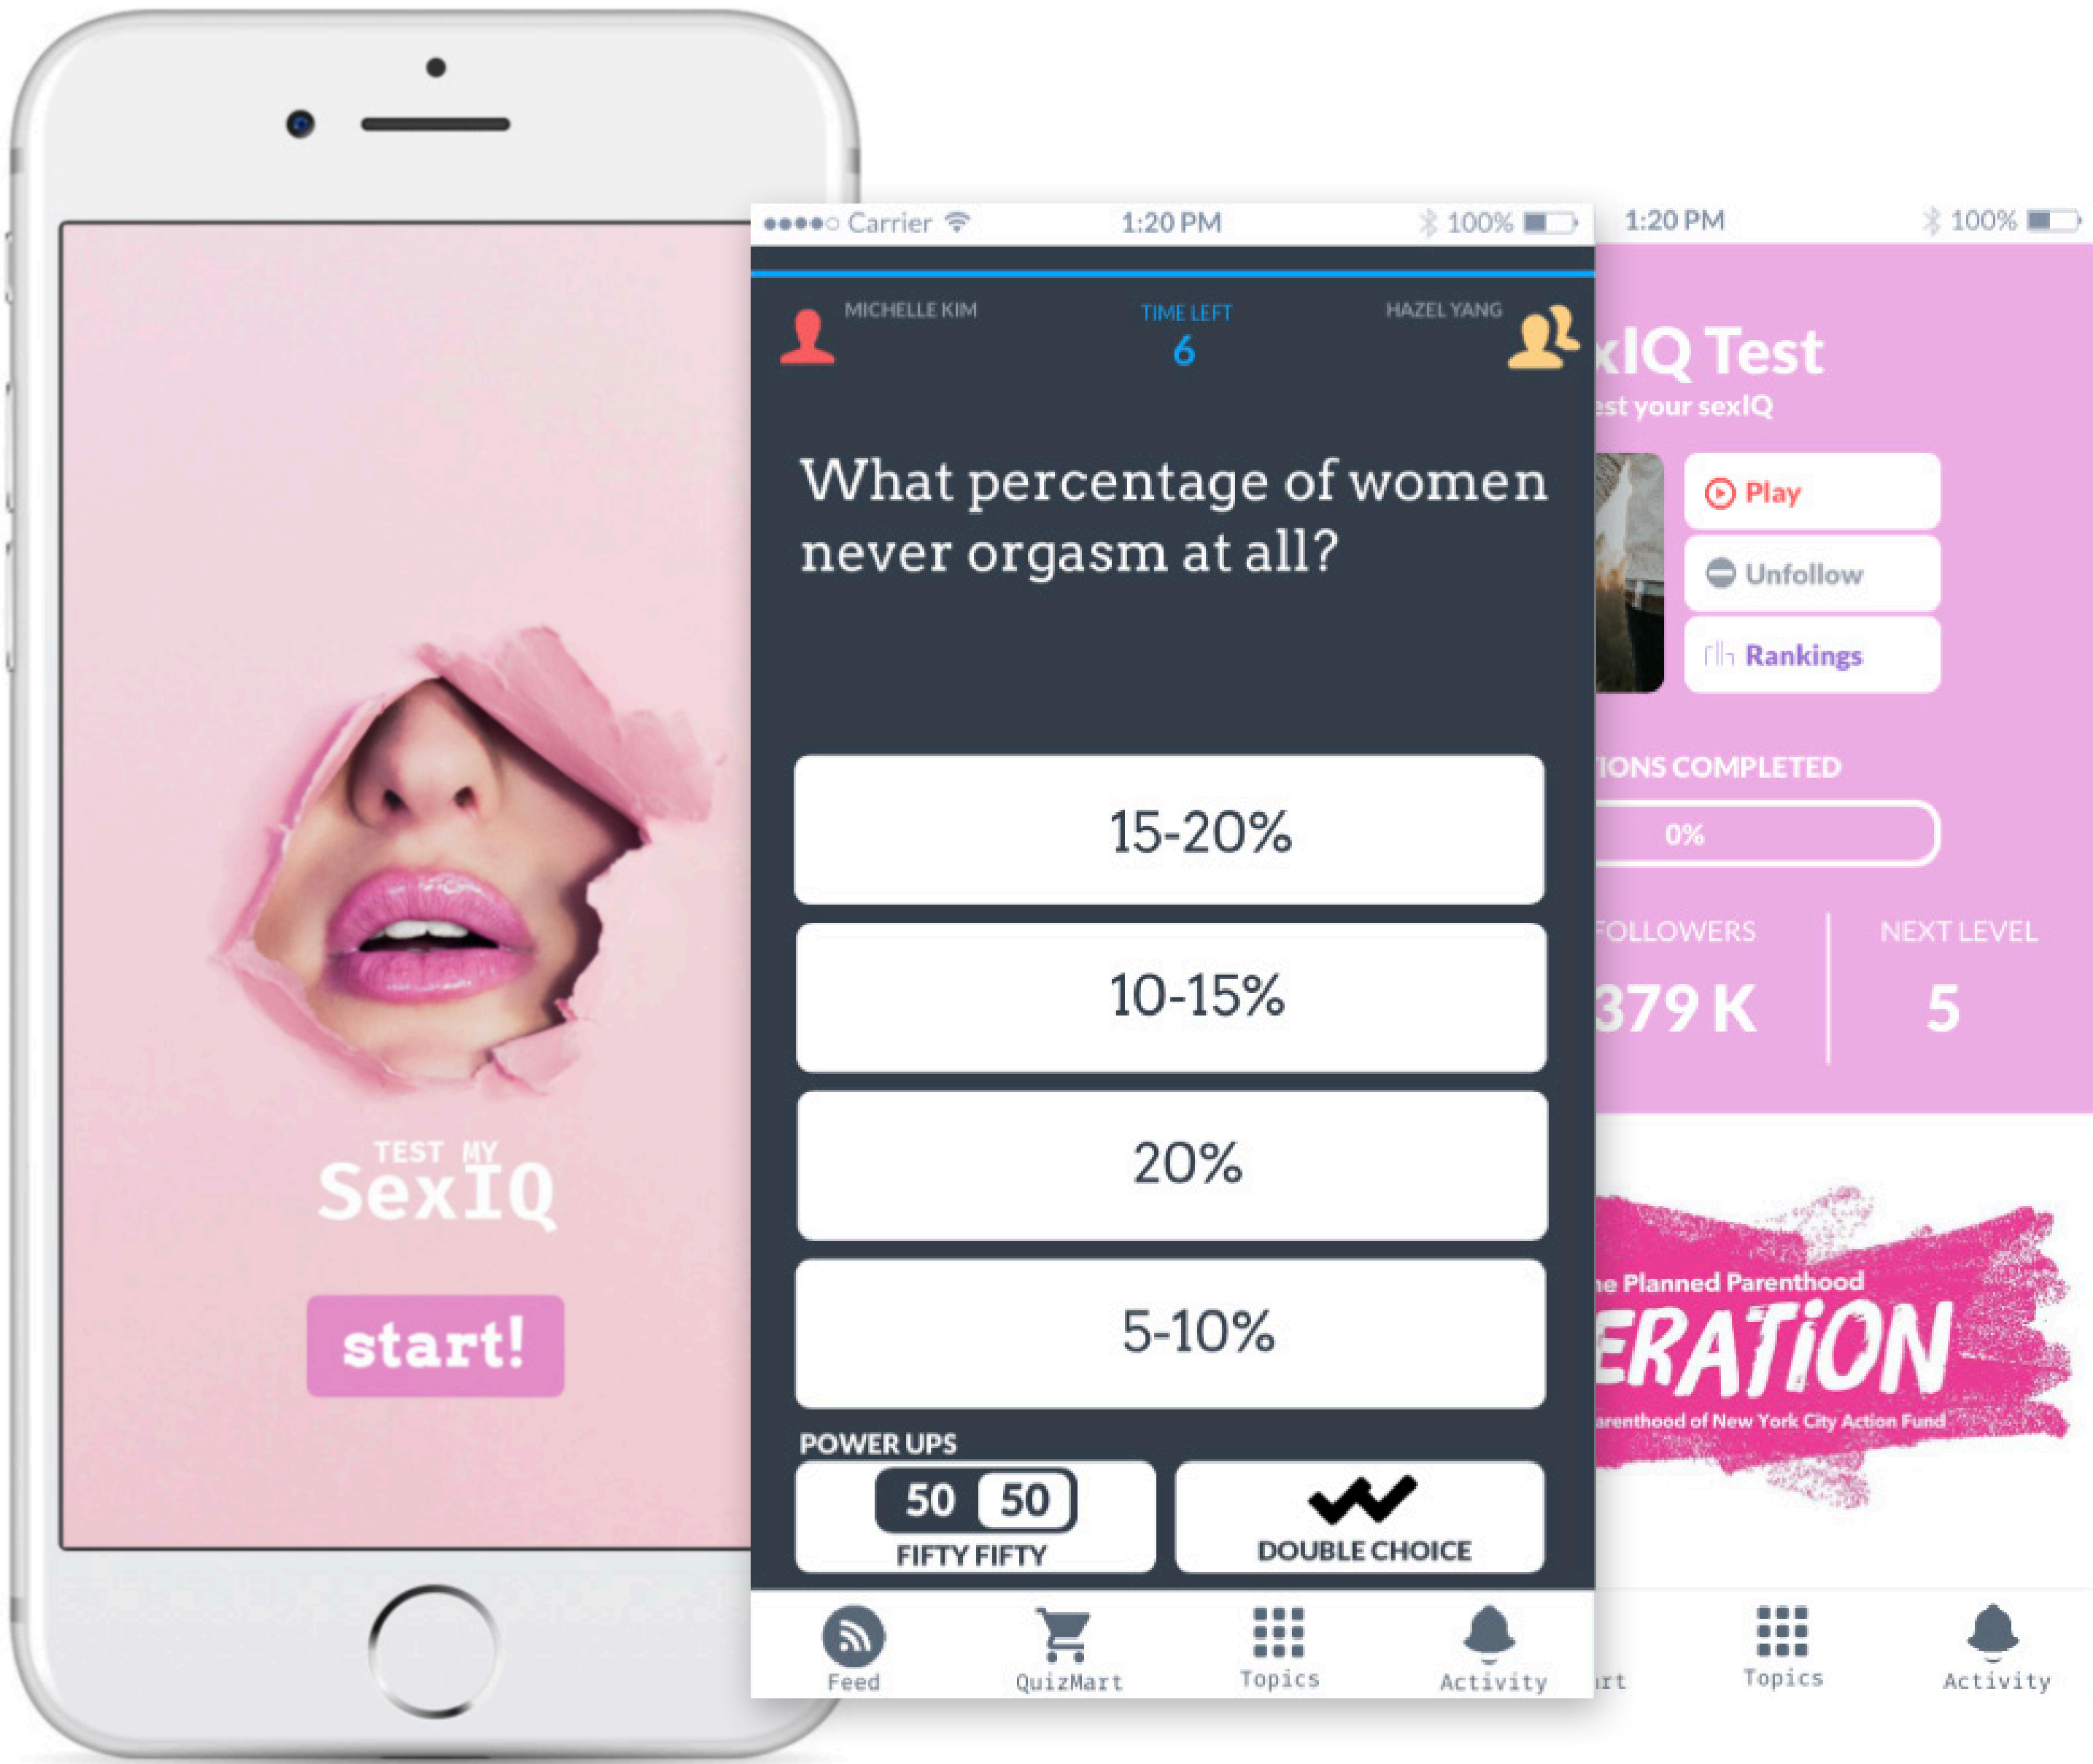 TEST MY
SexIQ
start!
Carrier
1:20 PM
100%
MICHELLE KIM
TIME LEFT
6
HAZEL YANG
What percentage of women
never orgasm at all?
15-20%
10-15%
20%
5-10%
POWER UPS
50 50
FIFTY FIFTY
DOUBLE CHOICE
Feed
QuizMart
Topics
Activity
1:20 PM
100%
xIQ Test
est your sexIQ
Play
Unfollow
Rankings
IONS COMPLETED
0%
FOLLOWERS
NEXT LEVEL
379 K
5
he Planned Parenthood
ERATiON
arenthood of New York City Action Fund
art
Topics
Activity